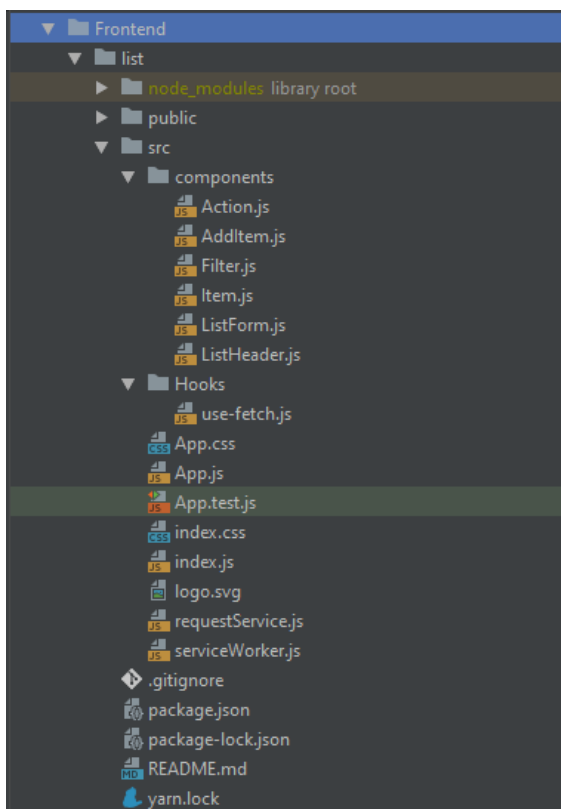 Frontend
list
node_modules library root
public
src
components
Action.js
AddItem.js
Filter.js
Item.js
ListForm.js
ListHeader.js
Hooks
use-fetch.js
App.css
App.js
App.test.js
index.css
index.js
logo.svg
requestService.js
serviceWorker.js
.gitignore
package.json
package-lock.json
README.md
yarn.lock